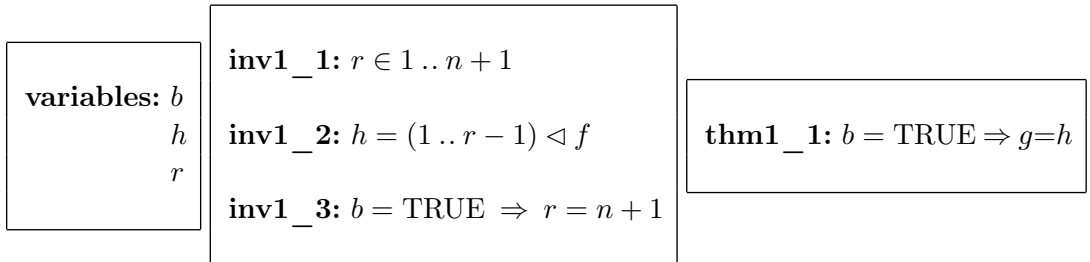 variables: b
h
r
inv1_1: r ∈ 1 .. n + 1
inv1_2: h = (1 .. r − 1) ◁ f
inv1_3: b = TRUE ⇒ r = n + 1
thm1_1: b = TRUE ⇒ g=h